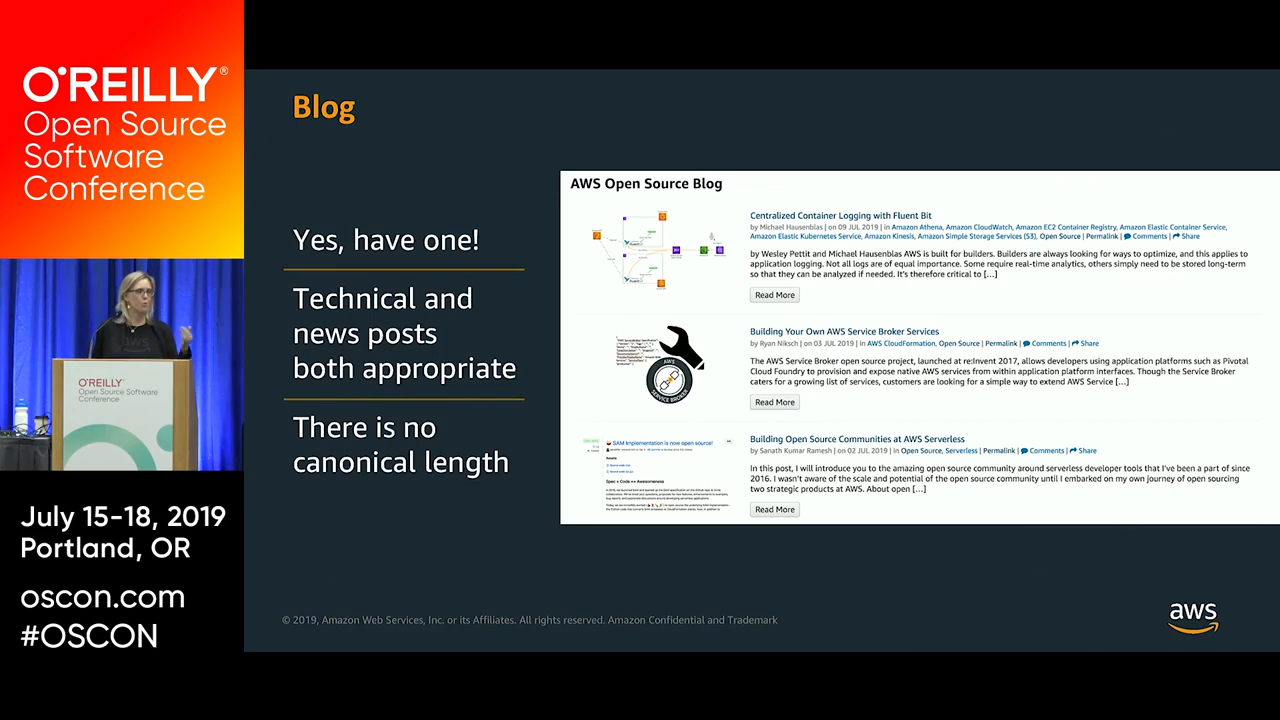 O'REILLY®
Open Source
Software
Conference
O'REILLY
Open Source Software
Conference
July 15-18, 2019
Portland, OR
oscon.com
#OSCON
Blog
Yes, have one!
Technical and
news posts
both appropriate
There is no
canonical length
AWS Open Source Blog
Centralized Container Logging with Fluent Bit
by Michael Hausenblas | on 09 JUL 2019 | in Amazon Athena, Amazon CloudWatch, Amazon EC2 Container Registry, Amazon Elastic Container Service,
Amazon Elastic Kubernetes Service, Amazon Kinesis, Amazon Simple Storage Services (S3), Open Source | Permalink | Comments | Share
by Wesley Pettit and Michael Hausenblas AWS is built for builders. Builders are always looking for ways to optimize, and this applies to
application logging. Not all logs are of equal importance. Some require real-time analytics, others simply need to be stored long-term
so that they can be analyzed if needed. It's therefore critical to [...]
Read More
AWS
SERVICE BROKER
Building Your Own AWS Service Broker Services
by Ryan Niksch | on 03 JUL 2019 | in AWS CloudFormation, Open Source | Permalink | Comments | Share
The AWS Service Broker open source project, launched at re:Invent 2017, allows developers using application platforms such as Pivotal
Cloud Foundry to provision and expose native AWS services from within application platform interfaces. Though the Service Broker
caters for a growing list of services, customers are looking for a simple way to extend AWS Service [...]
Read More
SAM Implementation is now open source!
Spec + Code == Awesomeness
Building Open Source Communities at AWS Serverless
by Sanath Kumar Ramesh | on 02 JUL 2019 | in Open Source, Serverless | Permalink | Comments | Share
In this post, I will introduce you to the amazing open source community around serverless developer tools that I've been a part of since
2016. I wasn't aware of the scale and potential of the open source community until I embarked on my own journey of open sourcing
two strategic products at AWS. About open [...]
Read More
© 2019, Amazon Web Services, Inc. or its Affiliates. All rights reserved. Amazon Confidential and Trademark
aws